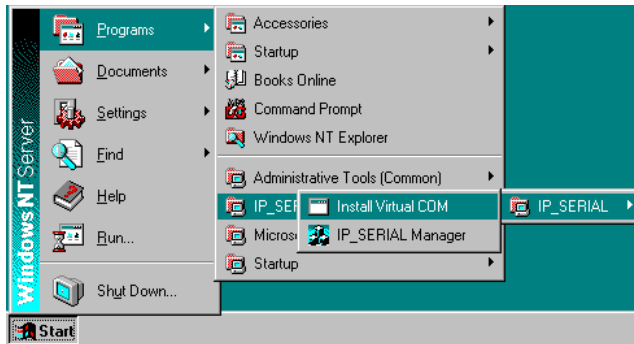 Windows NT Server
Programs
Documents
Settings
Find
Help
Run...
Shut Down...
Accessories
Startup
Books Online
Command Prompt
Windows NT Explorer
Administrative Tools (Common)
IP_SER
Micros
Startup
Install Virtual COM
IP_SERIAL Manager
IP_SERIAL
Start